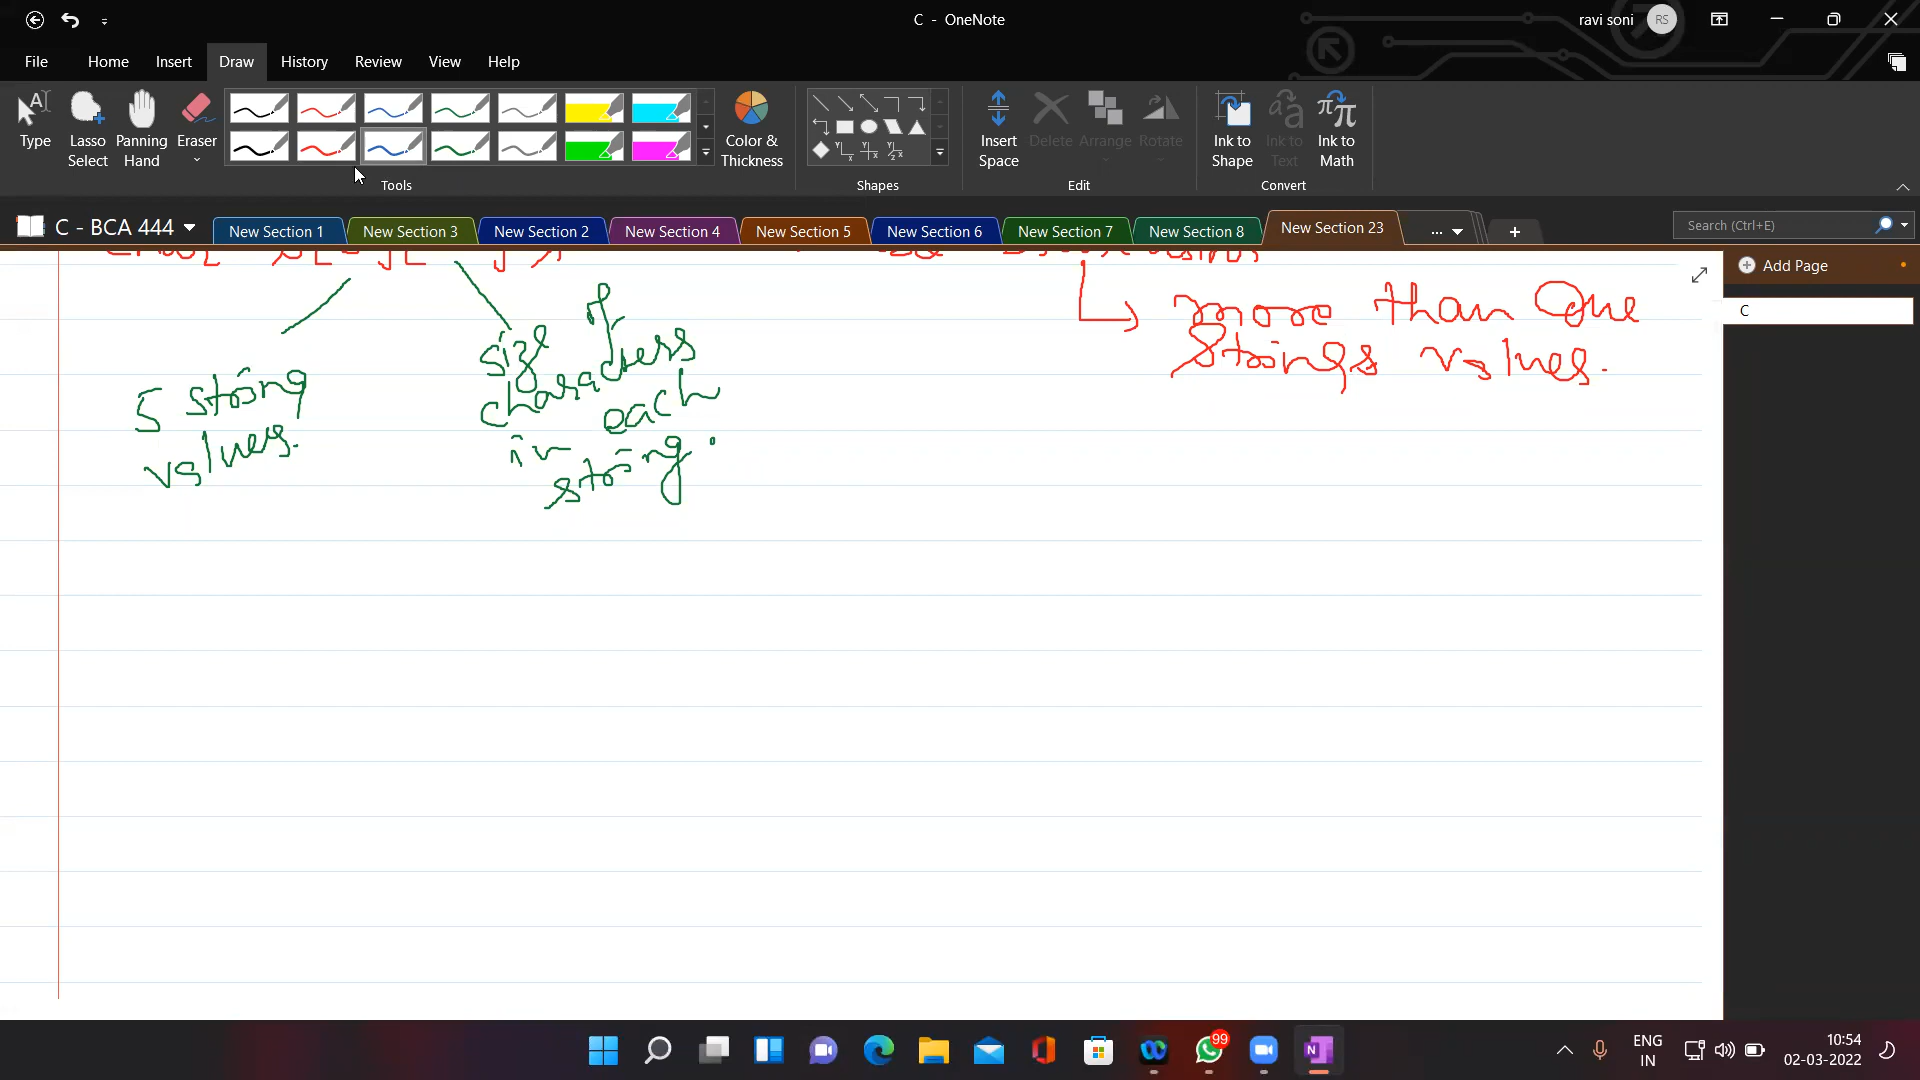 C - OneNote
ravi soni
RS
File
Home
Insert
Draw
History
Review
View
Help
Type
Lasso
Select
Panning
Hand
Eraser
Color &
Thickness
Insert
Space
Delete
Arrange
Rotate
Ink to
Shape
Ink to
Text
Ink to
Math
Tools
Shapes
Edit
Convert
C - BCA 444
New Section 1
New Section 3
New Section 2
New Section 4
New Section 5
New Section 6
New Section 7
New Section 8
New Section 23
...
+
Search (Ctrl+E)
Add Page
C
more than One
Strings values.
5 string
values.
size of
characters
in each
string.
99
ENG
IN
10:54
02-03-2022